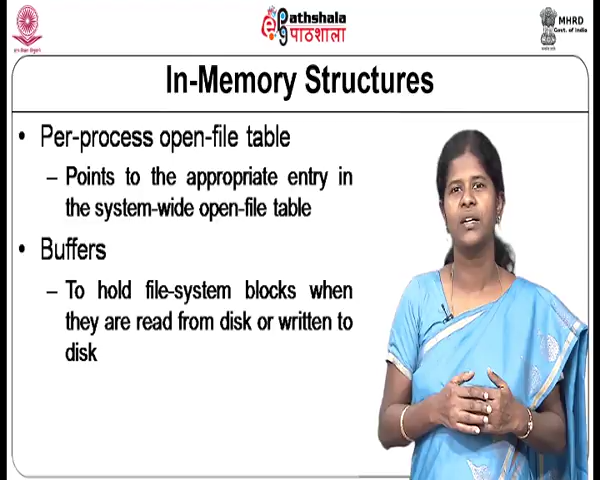 ePathshala
पाठशाला
MHRD
Govt. of India
In-Memory Structures
• Per-process open-file table
– Points to the appropriate entry in
the system-wide open-file table
• Buffers
– To hold file-system blocks when
they are read from disk or written to
disk